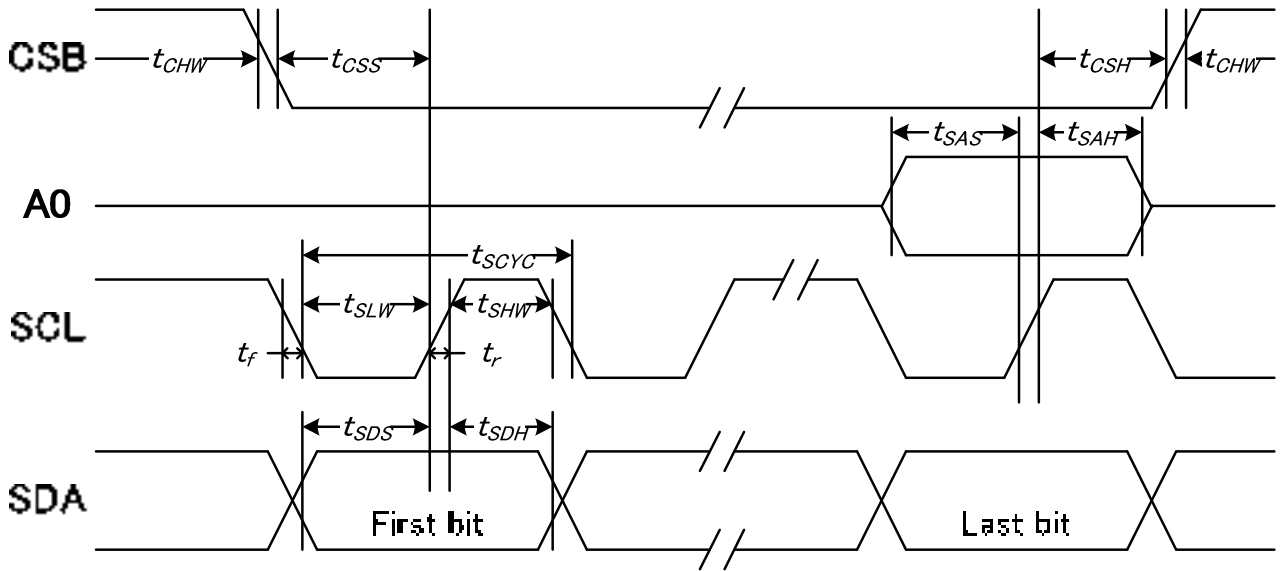 CSB
tCHW
tCSS
tCSH
tCHW
A0
tSAS
tSAH
SCL
tSCYC
tSLW
tSHW
tf
tr
SDA
tSDS
tSDH
First bit
Last bit